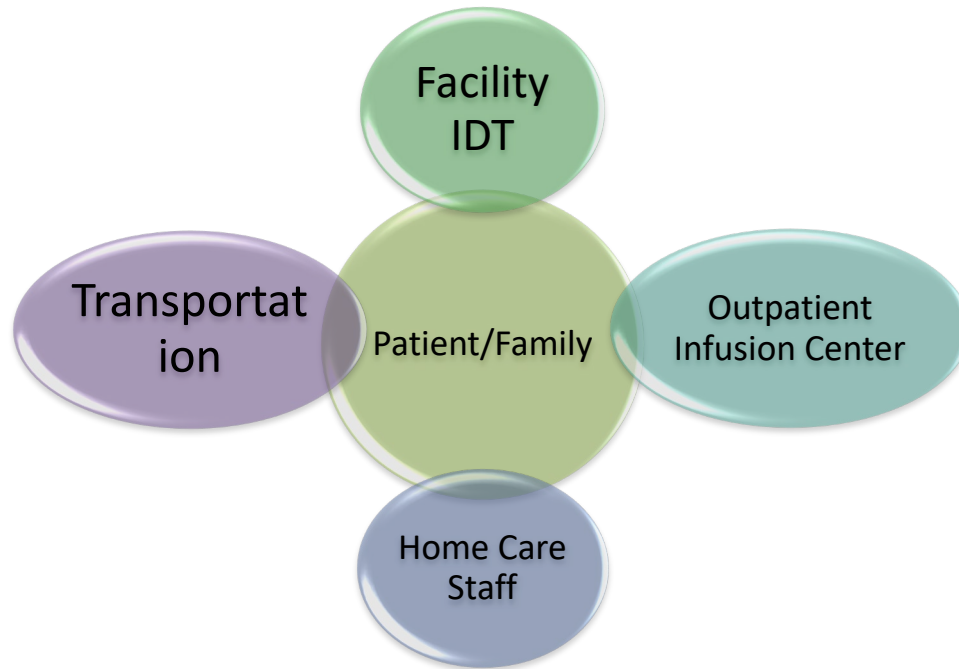 Facility
IDT
Transportat
ion
Patient/Family
Outpatient
Infusion Center
Home Care
Staff